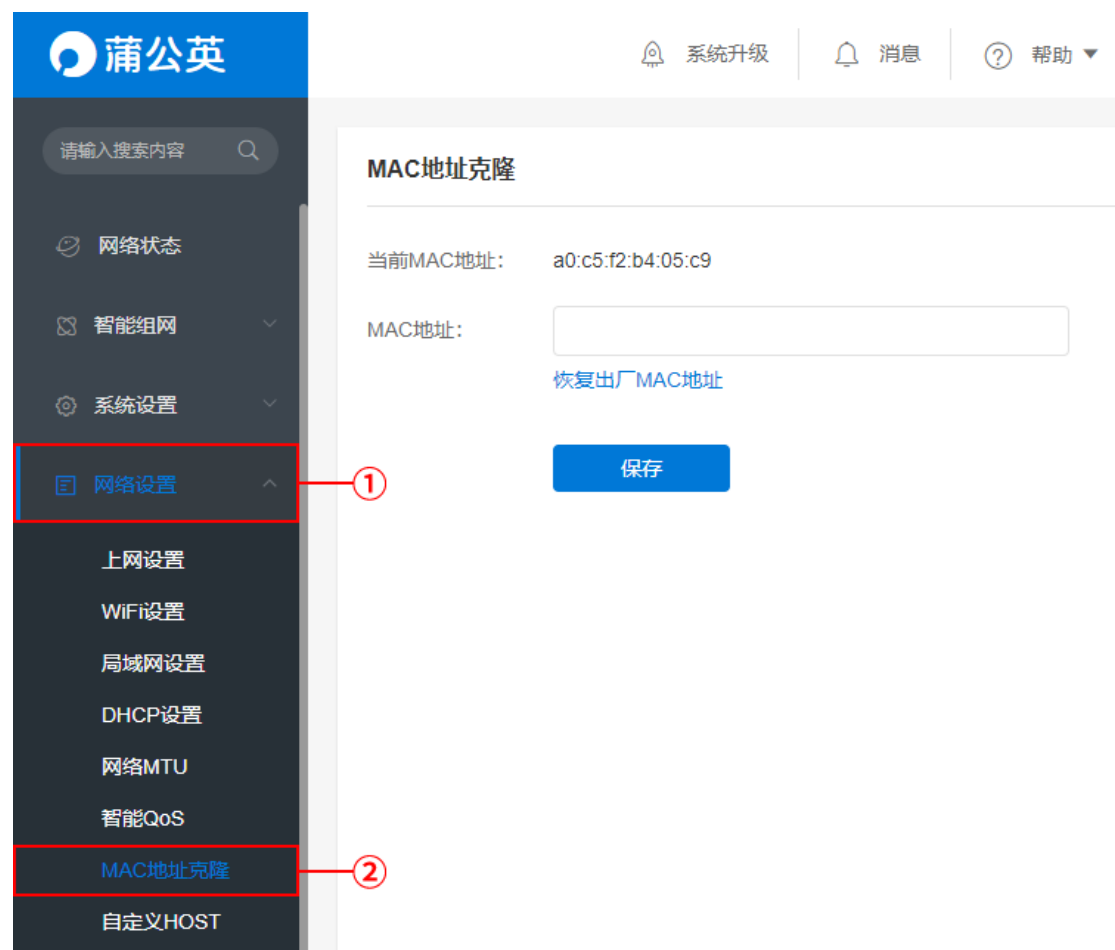 蒲公英
系统升级
消息
帮助
请输入搜索内容
MAC地址克隆
网络状态
当前MAC地址：
a0:c5:f2:b4:05:c9
智能组网
MAC地址：
恢复出厂MAC地址
系统设置
保存
网络设置
①
上网设置
WiFi设置
局域网设置
DHCP设置
网络MTU
智能QoS
MAC地址克隆
②
自定义HOST